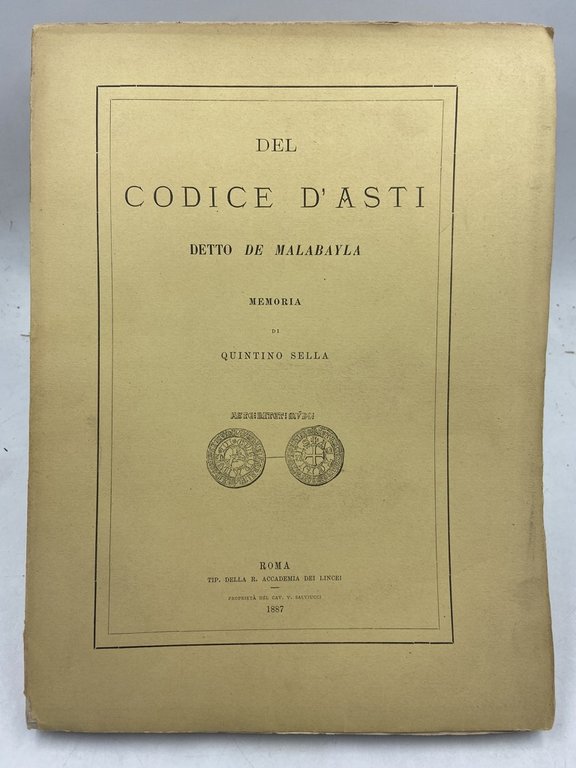 DEL
CODICE D'ASTI
DETTO DE MALABAYLA
MEMORIA
DI
QUINTINO SELLA
ROMA
TIP. DELLA R. ACCADEMIA DEI LINCEI
PROPRIETÀ DEL CAV. V. SALVIUCCI
1887